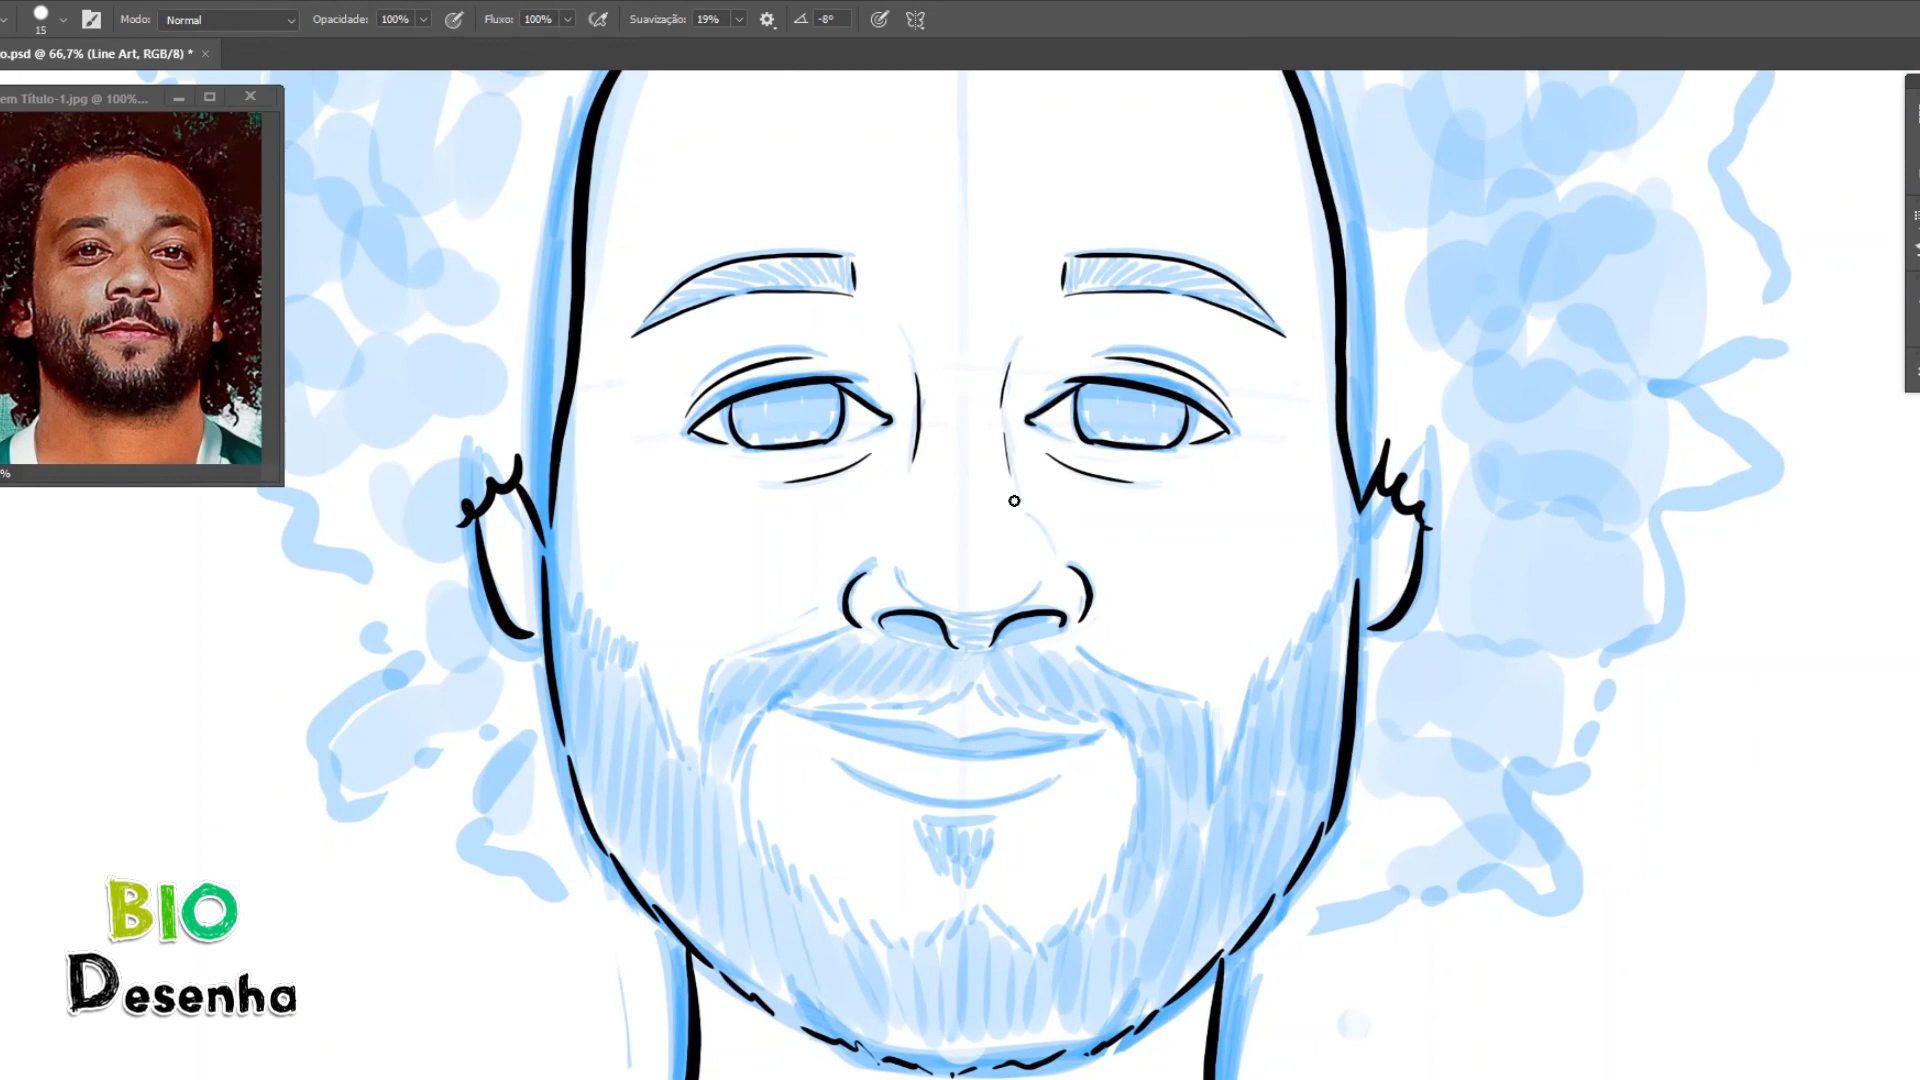 15 Modo: Normal Opacidade: 100% Fluxo: 100% Suavização: 19% -8°
o.psd @ 66,7% (Line Art, RGB/8) * ×
em Título-1.jpg @ 100%...
%
BIO
Desenha